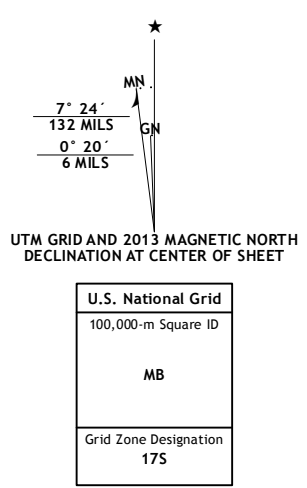 ★
MN
7° 24´
132 MILS
GN
0° 20´
6 MILS
UTM GRID AND 2013 MAGNETIC NORTH
DECLINATION AT CENTER OF SHEET
U.S. National Grid
100,000-m Square ID
MB
Grid Zone Designation
17S